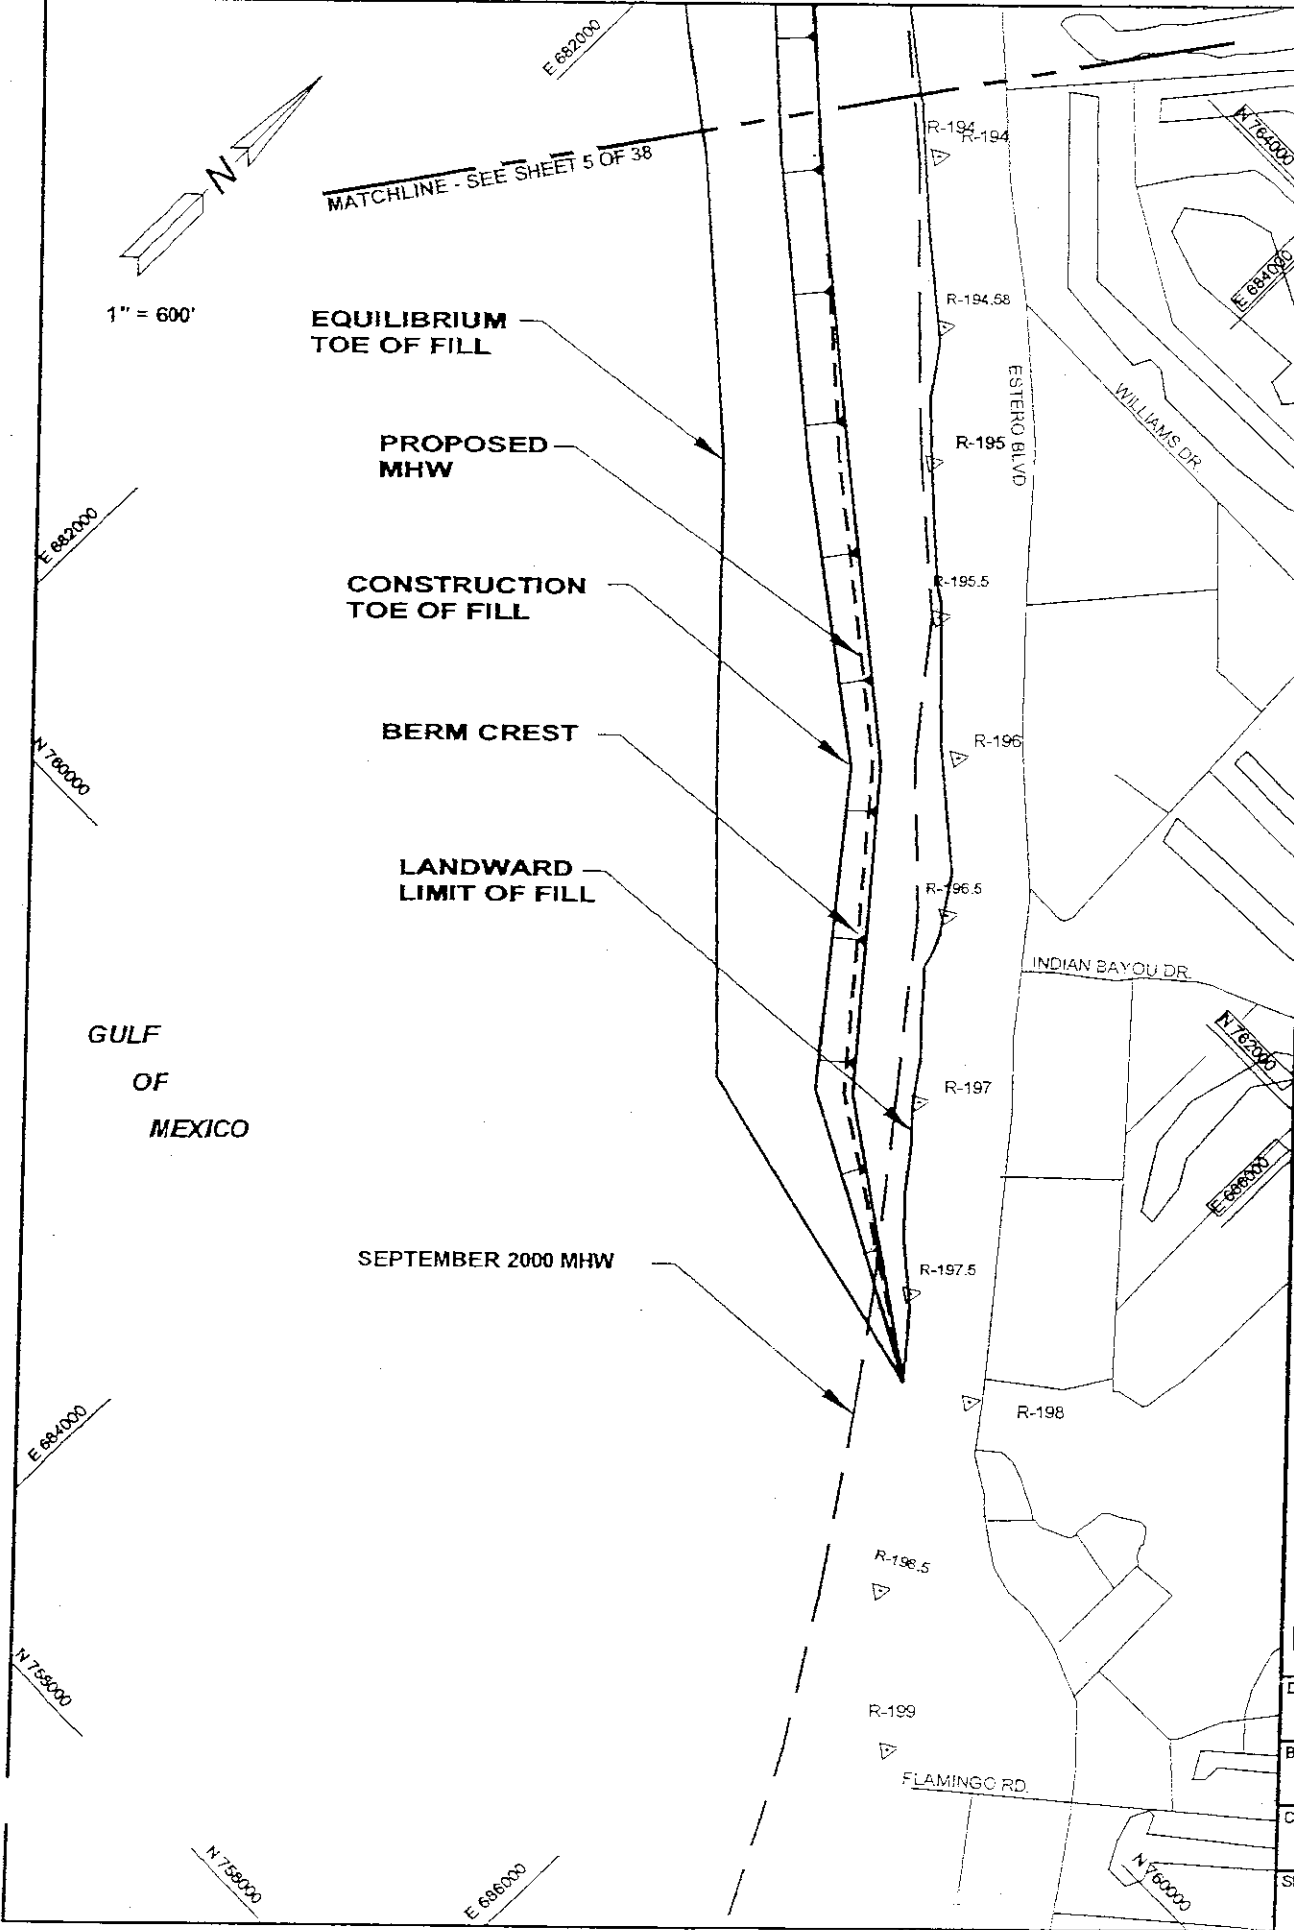 E 682000
N
MATCHLINE - SEE SHEET 5 OF 38
R-194
R-194
N 764000
E 684000
1" = 600'
EQUILIBRIUM
TOE OF FILL
R-194.58
ESTERO BLVD
WILLIAMS DR.
PROPOSED
MHW
R-195
E 682000
CONSTRUCTION
TOE OF FILL
R-195.5
BERM CREST
R-196
N 760000
LANDWARD
LIMIT OF FILL
R-196.5
INDIAN BAYOU DR.
GULF
OF
MEXICO
N 762000
R-197
E 686000
SEPTEMBER 2000 MHW
R-197.5
E 684000
R-198
R-198.5
N 758000
R-199
FLAMINGO RD.
N 758000
E 686000
N 760000